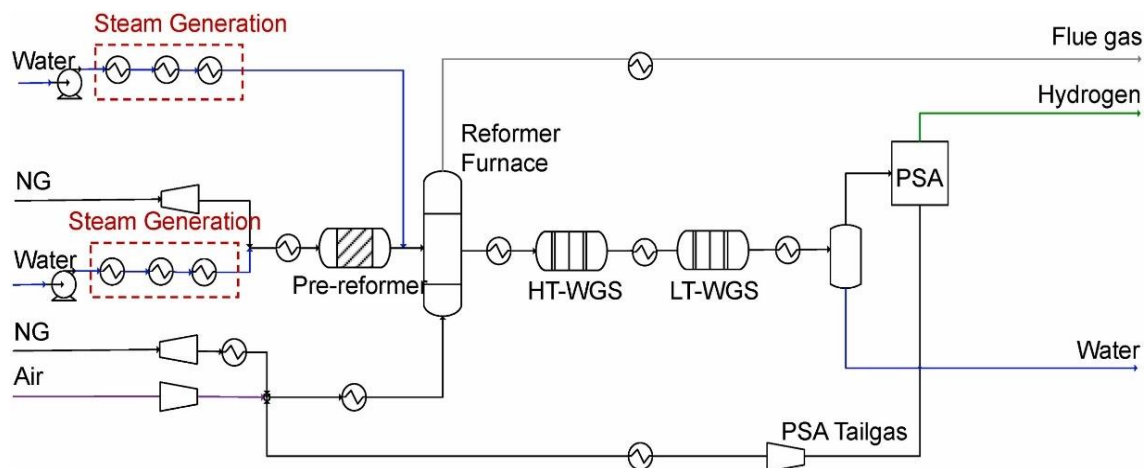 Steam Generation
Flue gas
Water
Hydrogen
Reformer
Furnace
NG
PSA
Steam Generation
Water
Pre-reformer
HT-WGS
LT-WGS
NG
Water
Air
PSA Tailgas